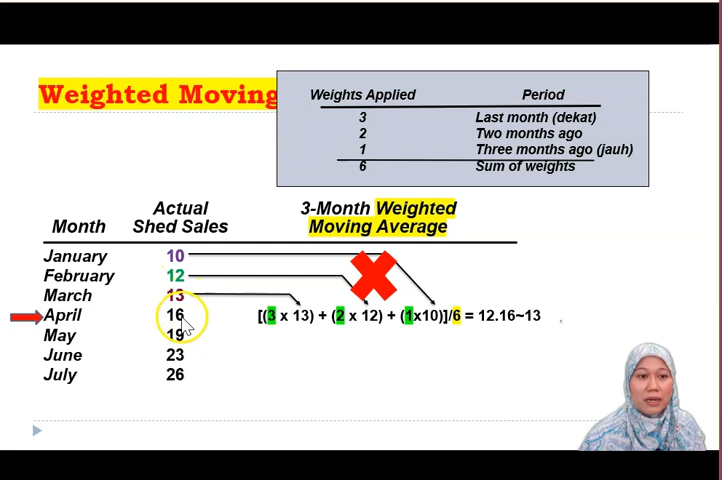 Weighted Moving
Weights Applied Period
3 Last month (dekat)
2 Two months ago
1 Three months ago (jauh)
6 Sum of weights
Actual 3-Month Weighted
Month Shed Sales Moving Average
January 10
February 12
March 13
April 16 [(3 x 13) + (2 x 12) + (1x10)]/6 = 12.16~13
May 19
June 23
July 26